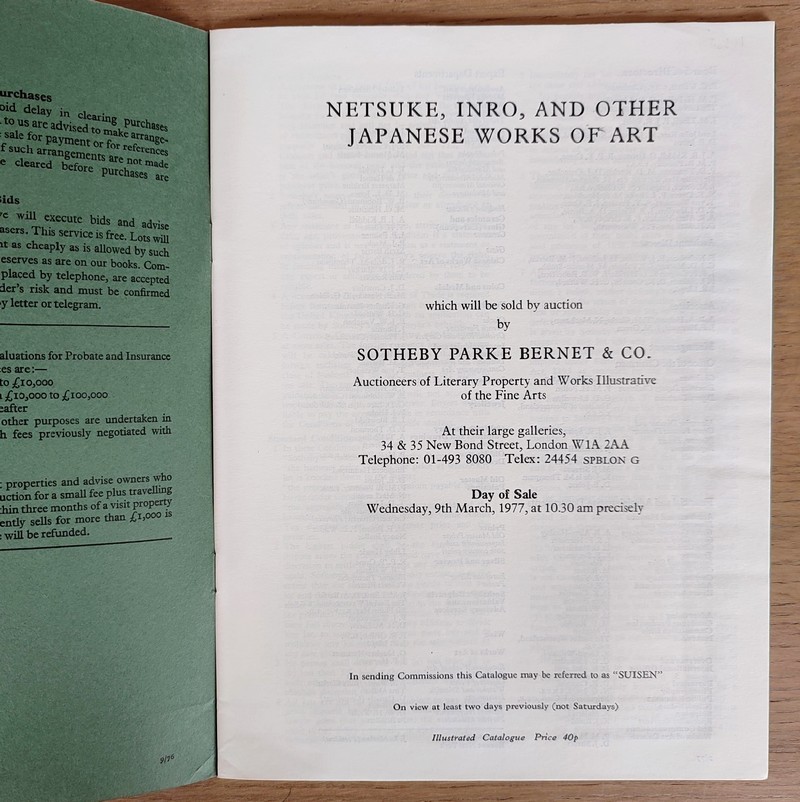 urchases
oid delay in clearing purchases
to us are advised to make arrange-
sale for payment or for references
f such arrangements are not made
e cleared before purchases are
Bids
ve will execute bids and advise
asers. This service is free. Lots will
ht as cheaply as is allowed by such
eserves as are on our books. Com-
placed by telephone, are accepted
der's risk and must be confirmed
y letter or telegram.
aluations for Probate and Insurance
es are:—
to £10,000
£10,000 to £100,000
eafter
other purposes are undertaken in
h fees previously negotiated with
properties and advise owners who
uction for a small fee plus travelling
thin three months of a visit property
ently sells for more than £1,000 is
will be refunded.
9/76
NETSUKE, INRO, AND OTHER
JAPANESE WORKS OF ART
which will be sold by auction
by
SOTHEBY PARKE BERNET & CO.
Auctioneers of Literary Property and Works Illustrative
of the Fine Arts
At their large galleries,
34 & 35 New Bond Street, London W1A 2AA
Telephone: 01-493 8080 Telex: 24454 SPBLON G
Day of Sale
Wednesday, 9th March, 1977, at 10.30 am precisely
In sending Commissions this Catalogue may be referred to as "SUISEN"
On view at least two days previously (not Saturdays)
Illustrated Catalogue Price 40p